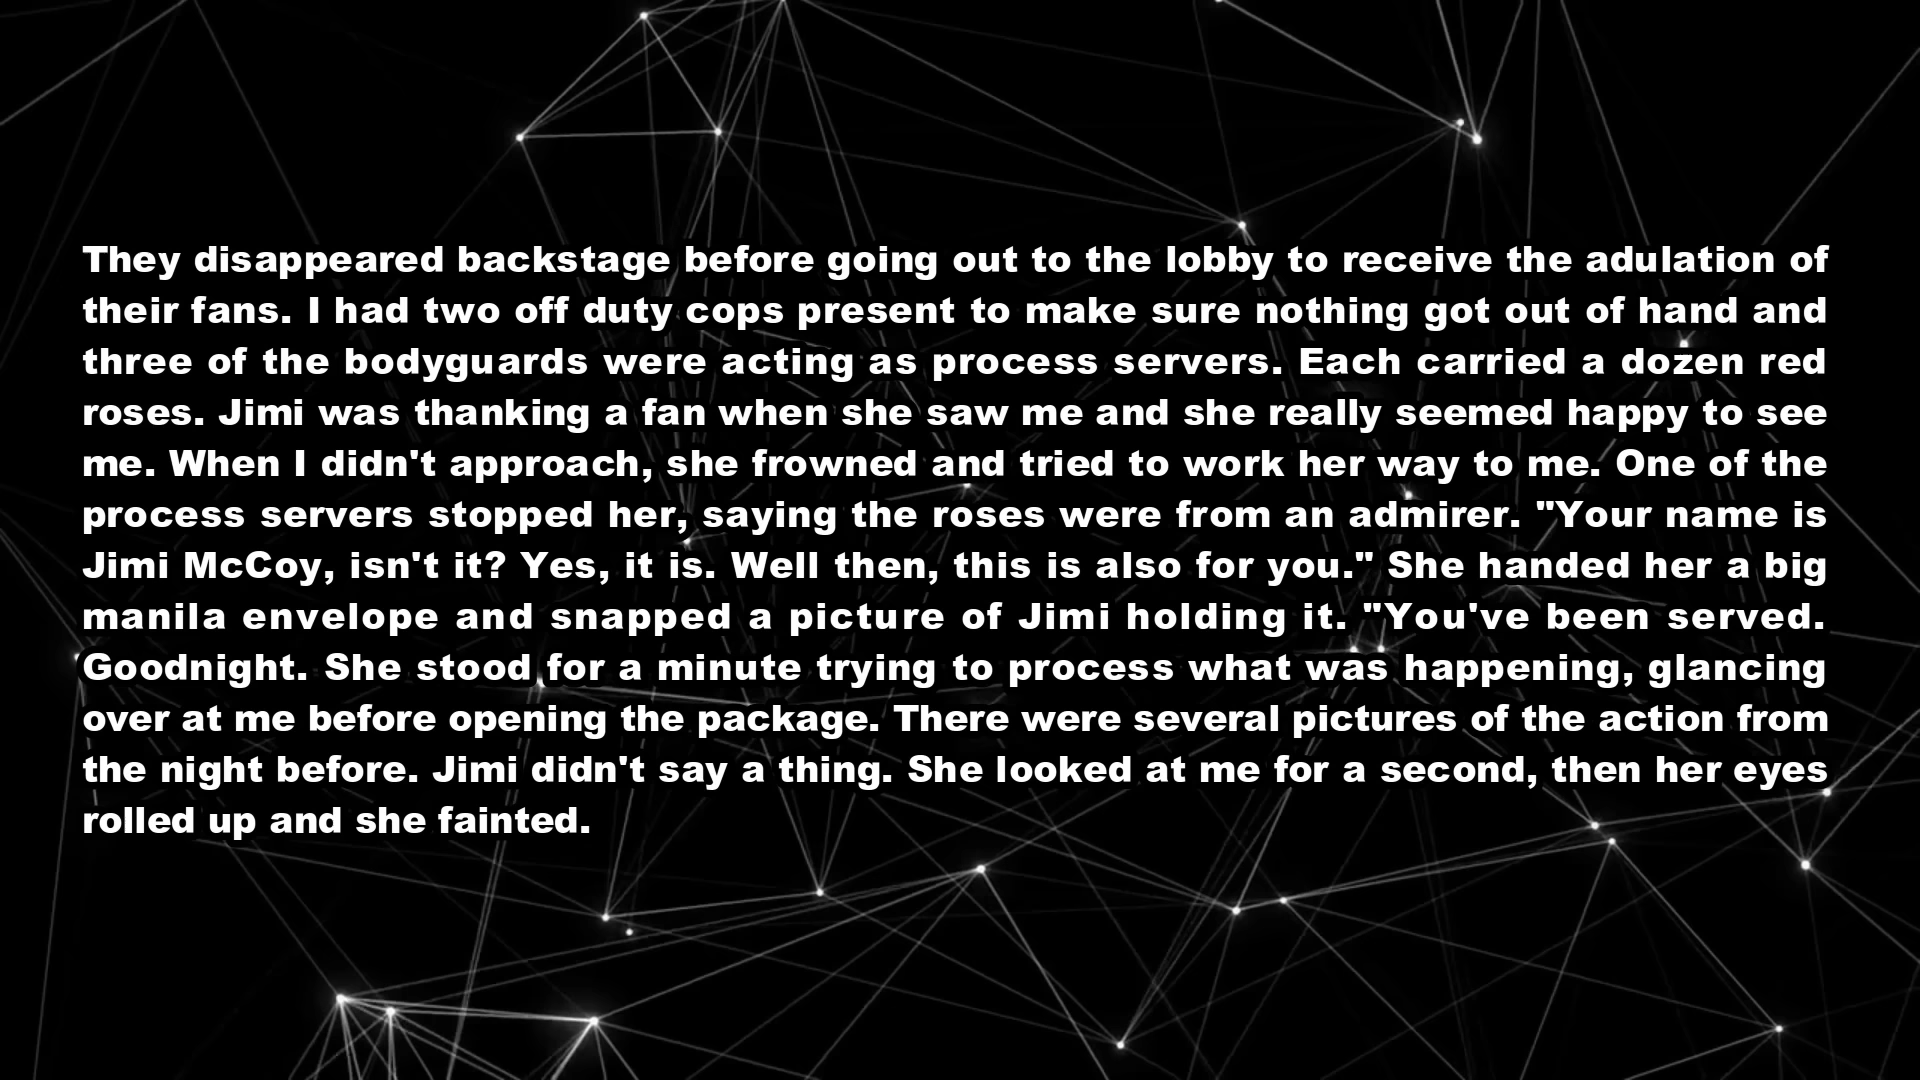 They disappeared backstage before going out to the lobby to receive the adulation of
their fans. I had two off duty cops present to make sure nothing got out of hand and
three of the bodyguards were acting as process servers. Each carried a dozen red
roses. Jimi was thanking a fan when she saw me and she really seemed happy to see
me. When I didn't approach, she frowned and tried to work her way to me. One of the
process servers stopped her, saying the roses were from an admirer. "Your name is
Jimi McCoy, isn't it? Yes, it is. Well then, this is also for you." She handed her a big
manila envelope and snapped a picture of Jimi holding it. "You've been served.
Goodnight. She stood for a minute trying to process what was happening, glancing
over at me before opening the package. There were several pictures of the action from
the night before. Jimi didn't say a thing. She looked at me for a second, then her eyes
rolled up and she fainted.